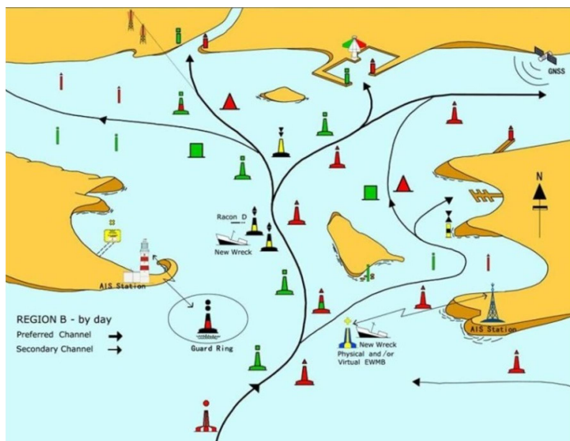 GNSS
N
Racon D
New Wreck
AIS Station
REGION B - by day
Preferred Channel
Secondary Channel
Guard Ring
New Wreck
Physical and/or
Virtual EWMB
AIS Station